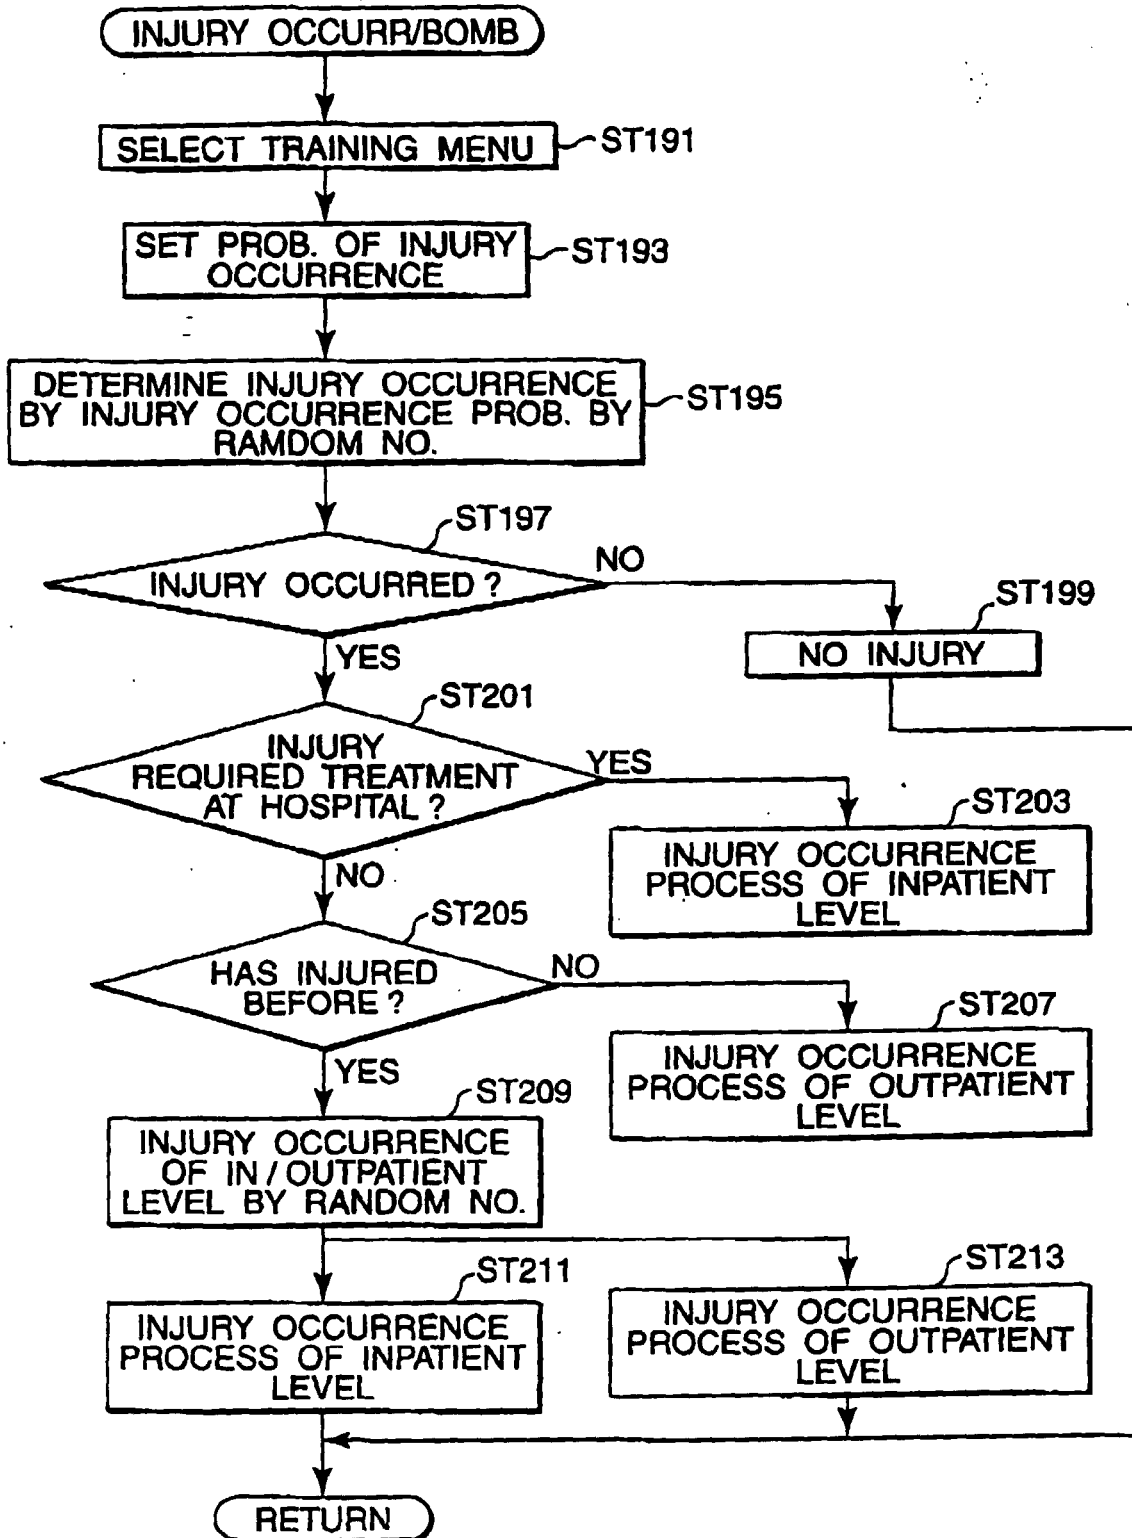 INJURY OCCURR/BOMB
SELECT TRAINING MENU
ST191
SET PROB. OF INJURY
OCCURRENCE
ST193
DETERMINE INJURY OCCURRENCE
BY INJURY OCCURRENCE PROB. BY
RAMDOM NO.
ST195
ST197
INJURY OCCURRED?
NO
YES
ST199
NO INJURY
ST201
INJURY
REQUIRED TREATMENT
AT HOSPITAL?
YES
NO
ST203
INJURY OCCURRENCE
PROCESS OF INPATIENT
LEVEL
ST205
HAS INJURED
BEFORE?
NO
YES
ST207
INJURY OCCURRENCE
PROCESS OF OUTPATIENT
LEVEL
ST209
INJURY OCCURRENCE
OF IN/OUTPATIENT
LEVEL BY RANDOM NO.
ST211
INJURY OCCURRENCE
PROCESS OF INPATIENT
LEVEL
ST213
INJURY OCCURRENCE
PROCESS OF OUTPATIENT
LEVEL
RETURN